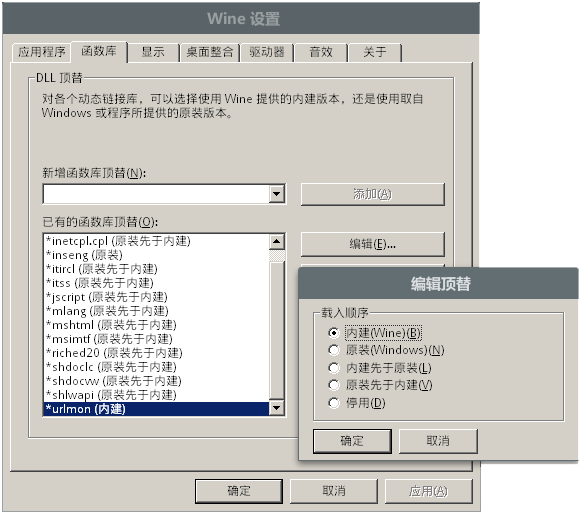 Wine 设置
应用程序 函数库 显示 桌面整合 驱动器 音效 关于
DLL 顶替
对各个动态链接库，可以选择使用 Wine 提供的内建版本，还是使用取自
Windows 或程序所提供的原装版本。
新增函数库顶替(N):
添加(A)
已有的函数库顶替(O):
*inetcpl.cpl (原装先于内建)
*inseng (原装)
*itircl (原装先于内建)
*itss (原装先于内建)
*jscript (原装先于内建)
*mlang (原装先于内建)
*mshtml (原装先于内建)
*msimtf (原装先于内建)
*riched20 (原装先于内建)
*shdoclc (原装先于内建)
*shdocvw (原装先于内建)
*shlwapi (原装先于内建)
*urlmon (内建)
编辑(E)...
编辑顶替
载入顺序
内建(Wine)(B)
原装(Windows)(N)
内建先于原装(L)
原装先于内建(V)
停用(D)
确定 取消
确定 取消 应用(A)